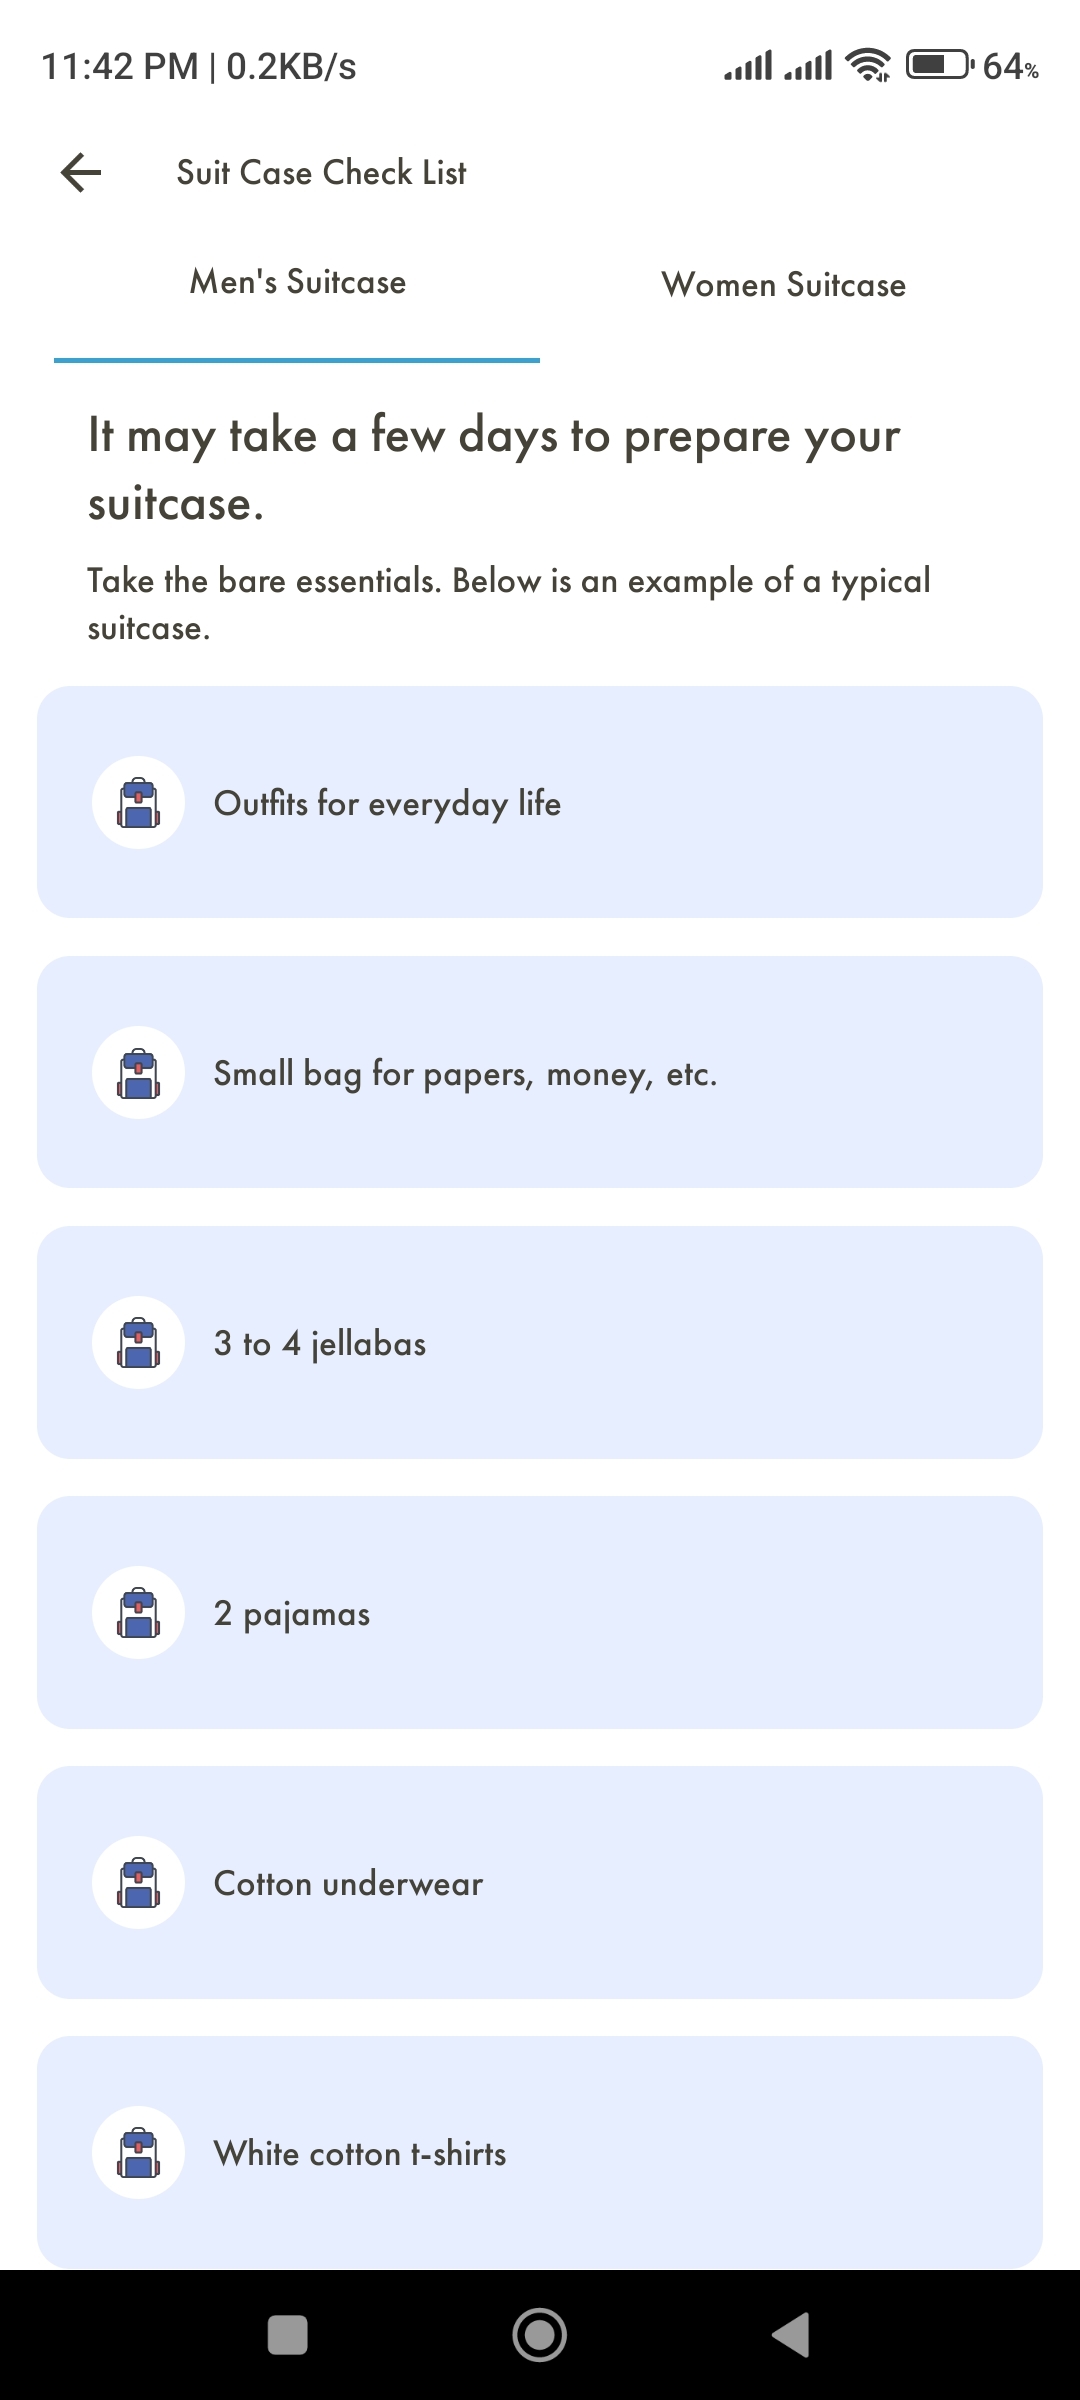 11:42 PM | 0.2KB/s 64%
Suit Case Check List
Men's Suitcase
Women Suitcase
It may take a few days to prepare your
suitcase.
Take the bare essentials. Below is an example of a typical
suitcase.
Outfits for everyday life
Small bag for papers, money, etc.
3 to 4 jellabas
2 pajamas
Cotton underwear
White cotton t-shirts